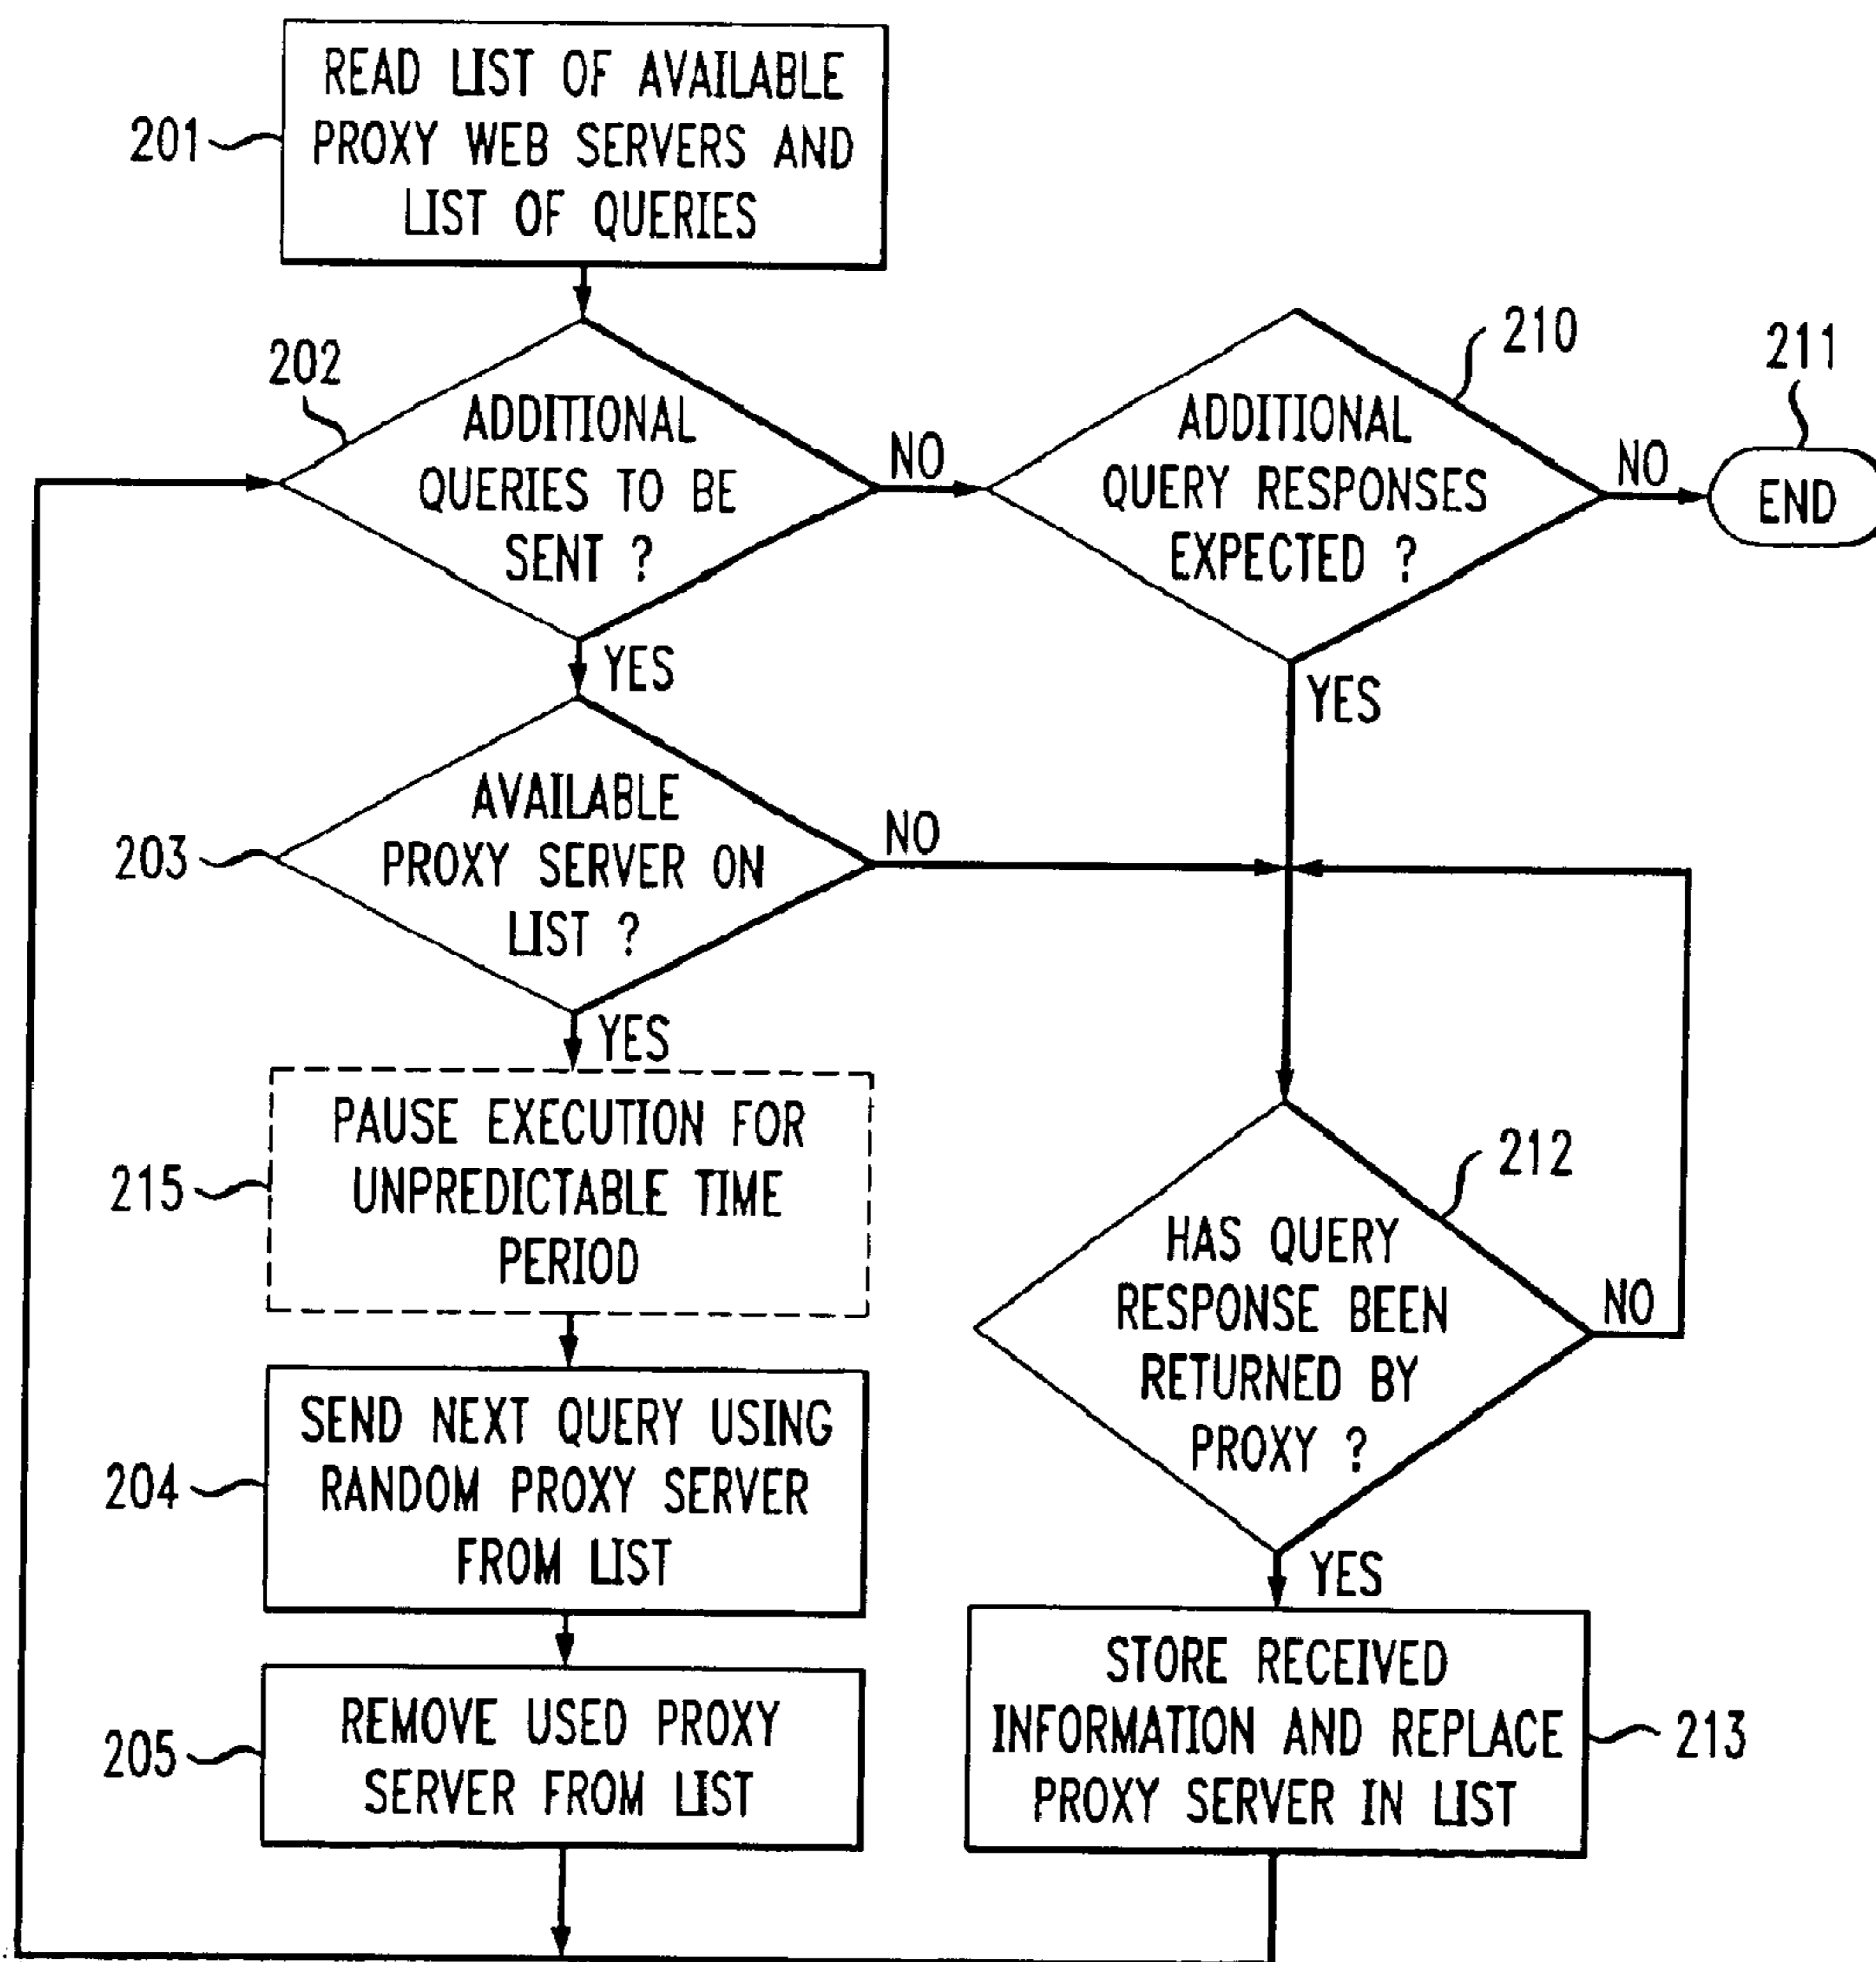 READ LIST OF AVAILABLE
PROXY WEB SERVERS AND
LIST OF QUERIES
201
202
ADDITIONAL
QUERIES TO BE
SENT ?
NO
YES
210
ADDITIONAL
QUERY RESPONSES
EXPECTED ?
NO
YES
211
END
203
AVAILABLE
PROXY SERVER ON
LIST ?
NO
YES
215
PAUSE EXECUTION FOR
UNPREDICTABLE TIME
PERIOD
212
HAS QUERY
RESPONSE BEEN
RETURNED BY
PROXY ?
NO
YES
204
SEND NEXT QUERY USING
RANDOM PROXY SERVER
FROM LIST
205
REMOVE USED PROXY
SERVER FROM LIST
STORE RECEIVED
INFORMATION AND REPLACE
PROXY SERVER IN LIST
213